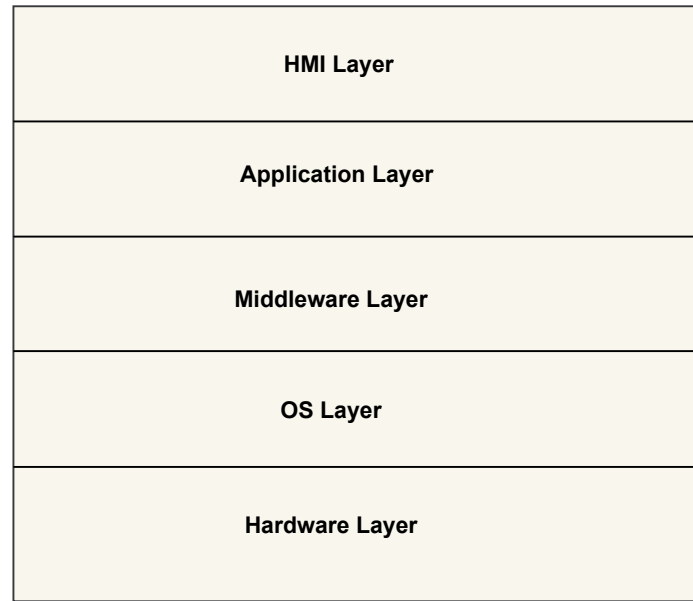 HMI Layer
Application Layer
Middleware Layer
OS Layer
Hardware Layer